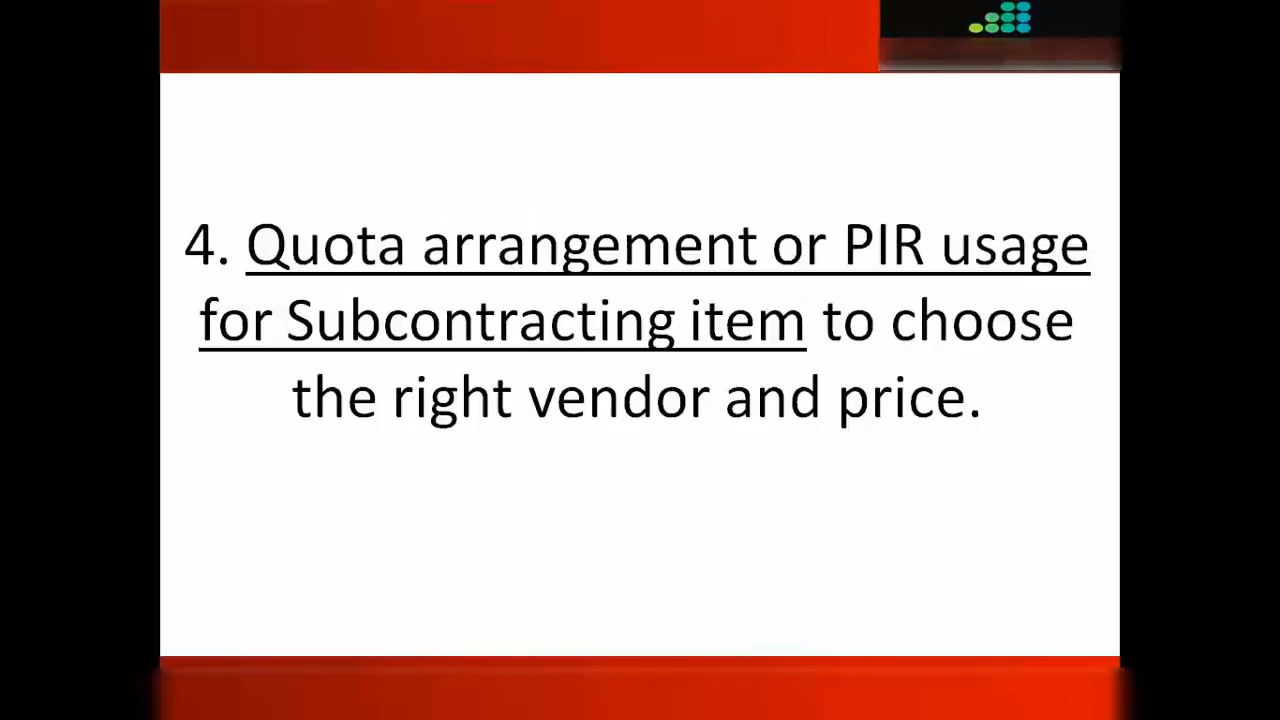 4. Quota arrangement or PIR usage
for Subcontracting item to choose
the right vendor and price.